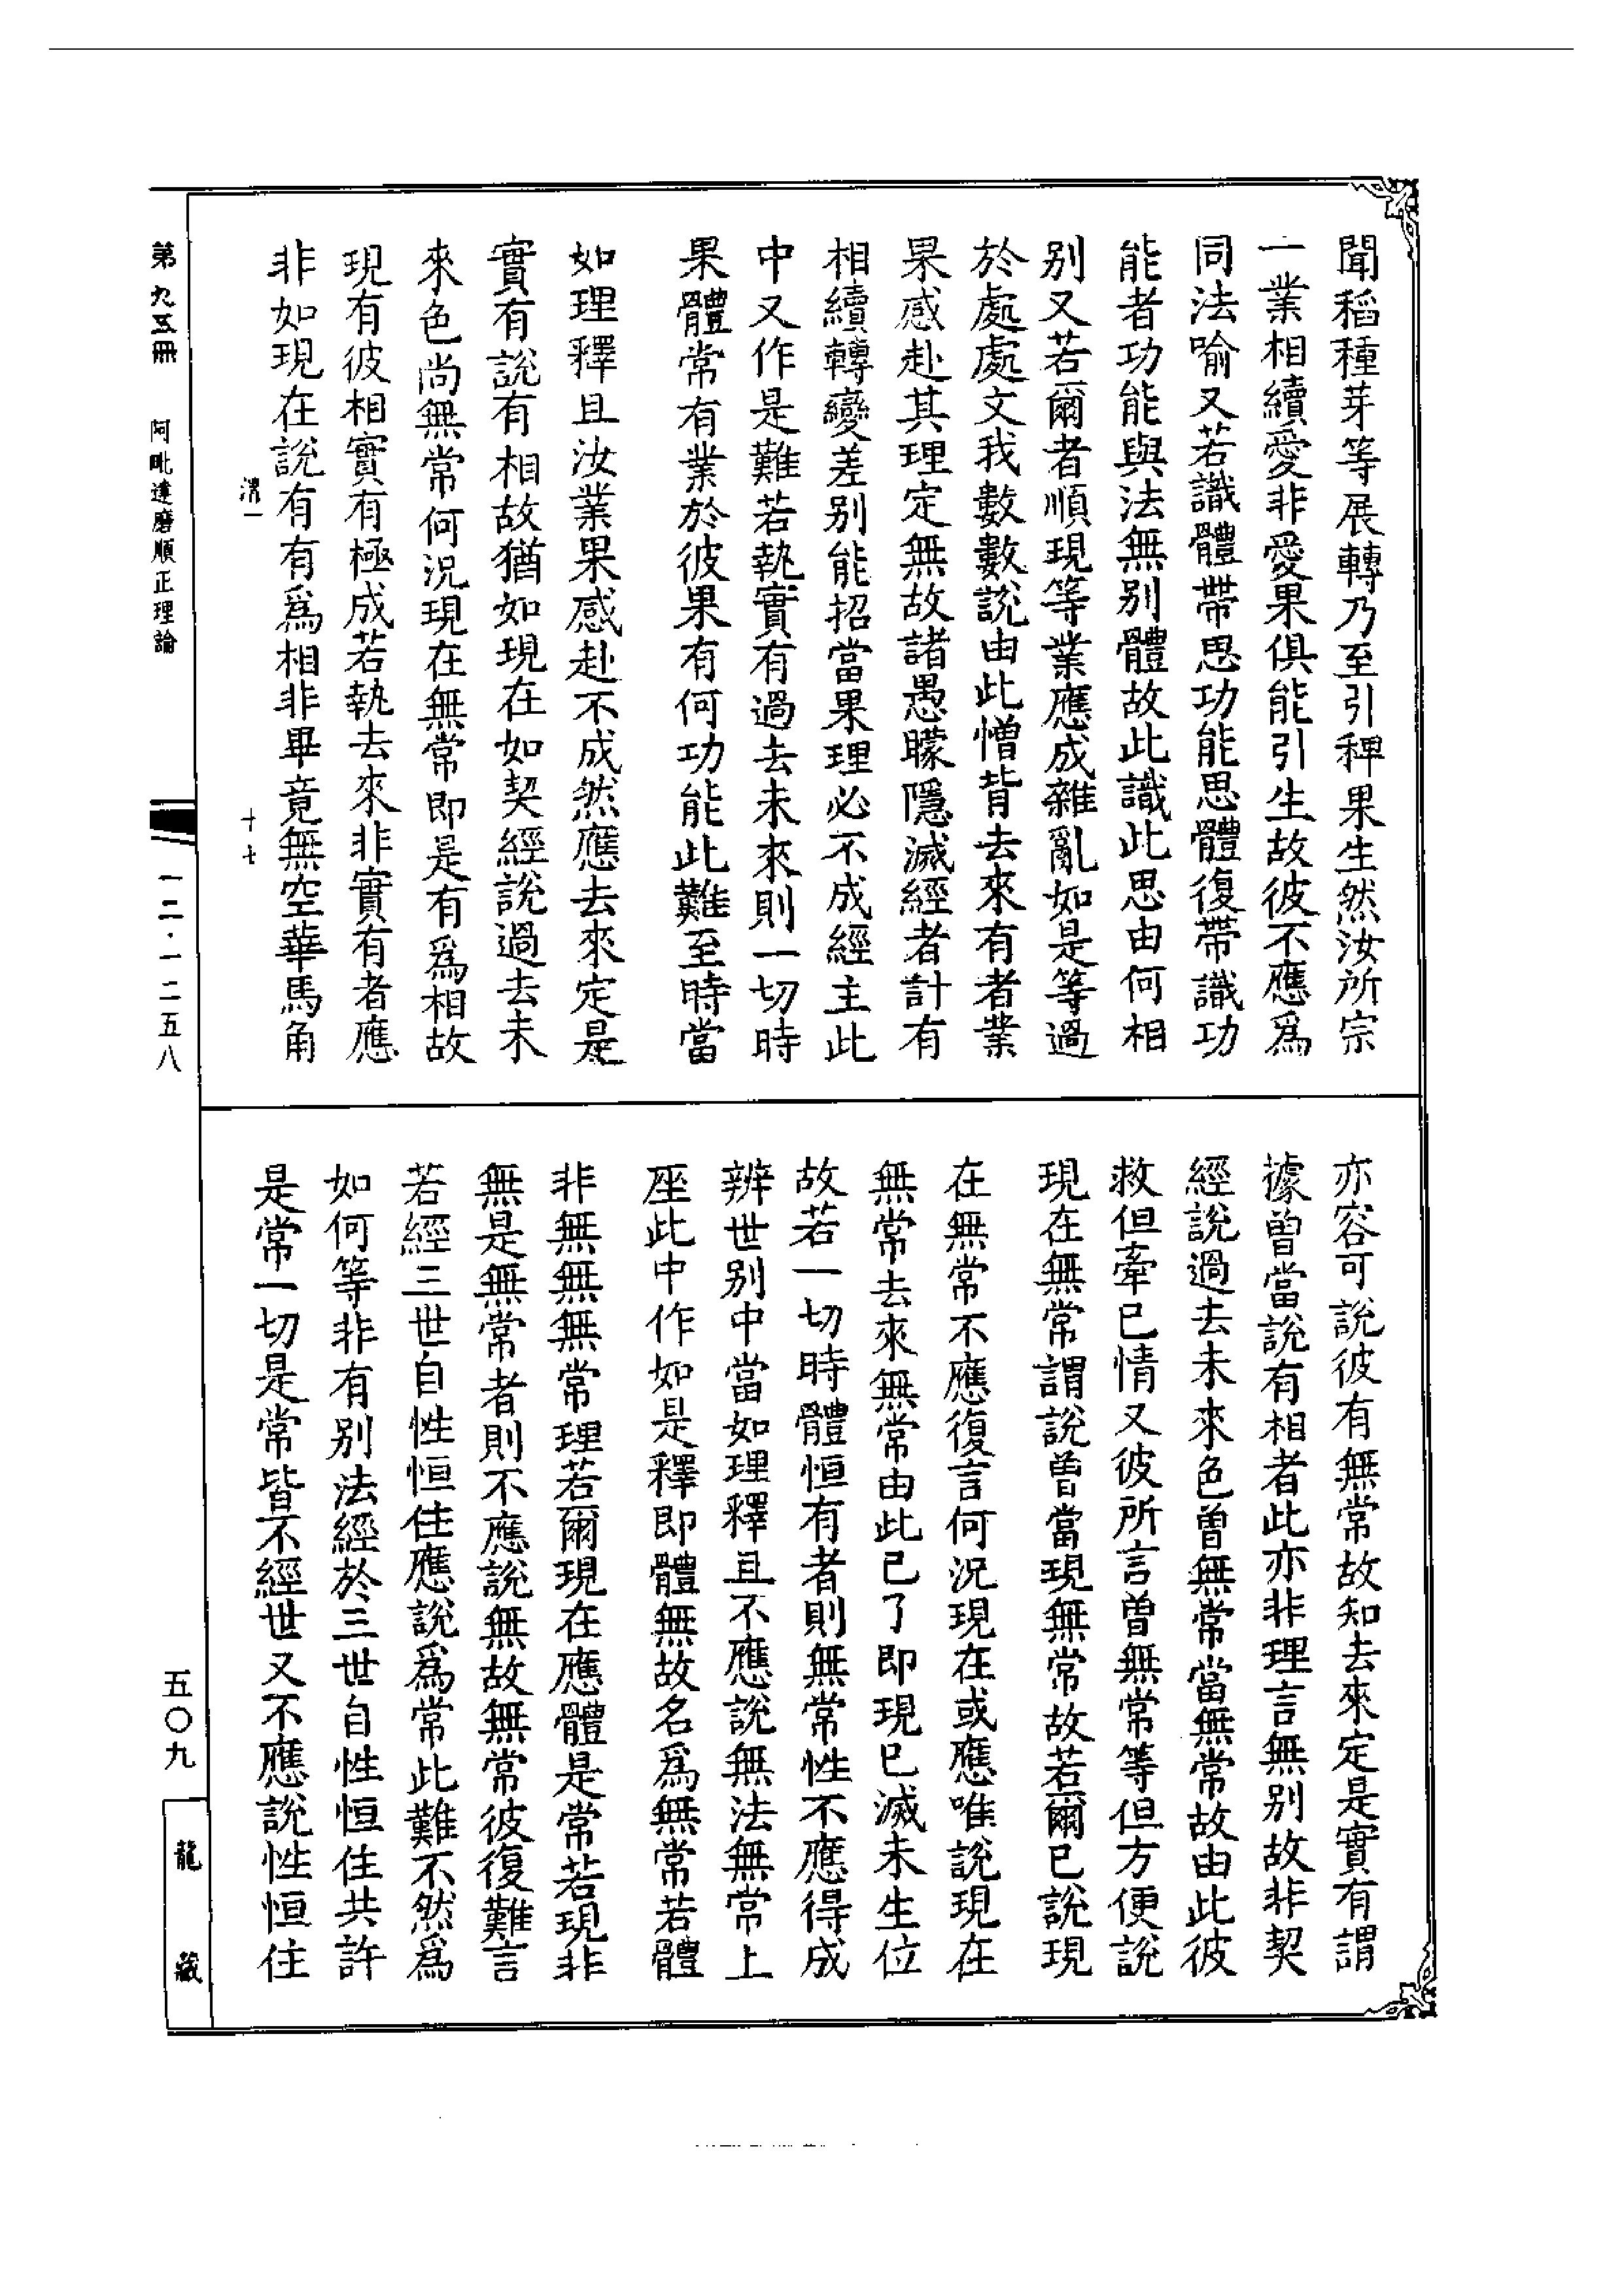 聞稻種芽等展轉乃至引稗果生然汝所宗
一業相續愛非愛果俱能引生故彼不應爲
同法喻又若識體帶思功能思體復帶識功
能者功能與法無别體故此識此思由何相
别又若爾者順現等業應成雜亂如是等過
於處處文我數數説由此憎背去來有者業
果感赴其理定無故諸愚矇隱滅經者計有
相續轉變差别能招當果理必不成經主此
中又作是難若執實有過去未來則一切時
果體常有業於彼果有何功能此難至時當
如理釋且汝業果感赴不成然應去來定是
實有説有相故猶如現在如契經説過去未
來色尚無常何況現在無常即是有爲相故
現有彼相實有極成若執去來非實有者應
非如現在説有有爲相非畢竟無空華馬角
亦容可説彼有無常故知去來定是實有謂
據曾當説有相者此亦非理言無别故非契
經説過去未來色曾無常當無常故由此彼
救但牽已情又彼所言曾無常等但方便説
現在無常謂説曾當現無常故若爾已説現
在無常不應復言何況現在或應唯説現在
無常去來無常由此已了即現已滅未生位
故若一切時體恒有者則無常性不應得成
辨世别中當如理釋且不應説無法無常上
座此中作如是釋即體無故名爲無常若體
非無無無常理若爾現在應體是常若現非
無是無常者則不應説無故無常彼復難言
若經三世自性恒住應説爲常此難不然爲
如何等非有别法經於三世自性恒住共許
是常一切是常皆不經世又不應説性恒住
渭一
十七
第九五冊
阿毗達磨順正理論
一二·一二五八
五〇九
龍藏